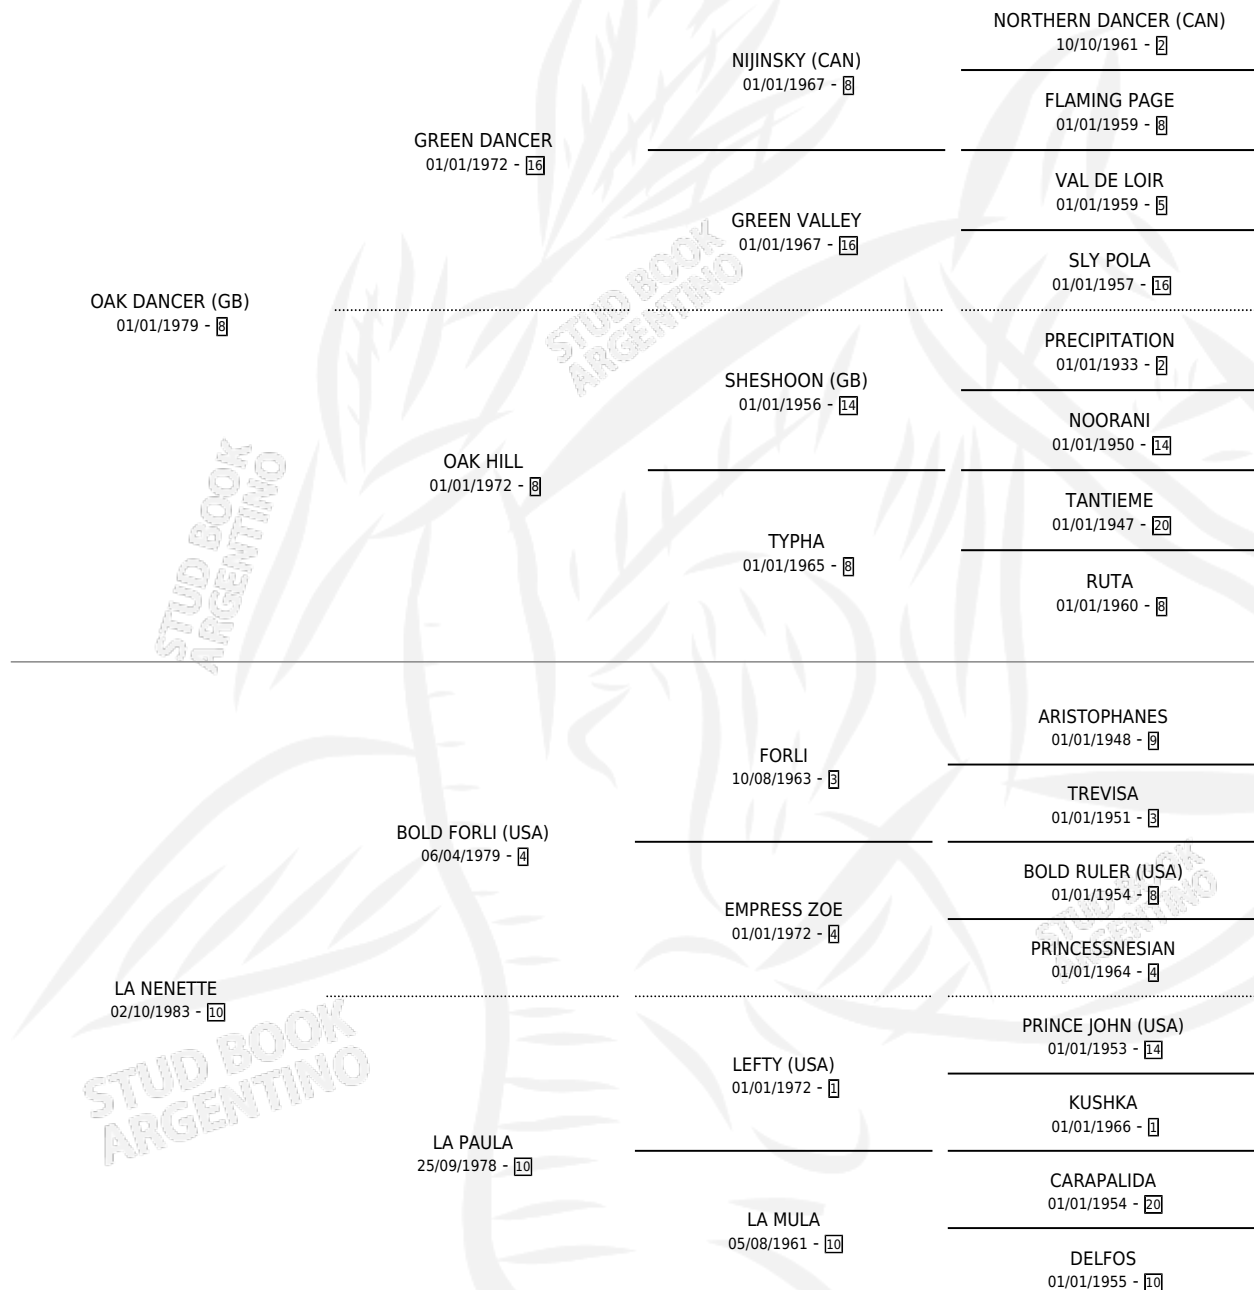 NORTHERN DANCER (CAN)
10/10/1961 - 2
NIJINSKY (CAN)
01/01/1967 - 8
FLAMING PAGE
01/01/1959 - 8
GREEN DANCER
01/01/1972 - 16
VAL DE LOIR
01/01/1959 - 5
GREEN VALLEY
01/01/1967 - 16
SLY POLA
01/01/1957 - 16
OAK DANCER (GB)
01/01/1979 - 8
PRECIPITATION
01/01/1933 - 2
SHESHOON (GB)
01/01/1956 - 14
NOORANI
01/01/1950 - 14
OAK HILL
01/01/1972 - 8
TANTIEME
01/01/1947 - 20
TYPHA
01/01/1965 - 8
RUTA
01/01/1960 - 8
ARISTOPHANES
01/01/1948 - 9
FORLI
10/08/1963 - 3
TREVISA
01/01/1951 - 3
BOLD FORLI (USA)
06/04/1979 - 4
BOLD RULER (USA)
01/01/1954 - 8
EMPRESS ZOE
01/01/1972 - 4
PRINCESSNESIAN
01/01/1964 - 4
LA NENETTE
02/10/1983 - 10
PRINCE JOHN (USA)
01/01/1953 - 14
LEFTY (USA)
01/01/1972 - 1
KUSHKA
01/01/1966 - 1
LA PAULA
25/09/1978 - 10
CARAPALIDA
01/01/1954 - 20
LA MULA
05/08/1961 - 10
DELFOS
01/01/1955 - 10
STUD BOOK
ARGENTINO
STUD BOOK
ARGENTINO
STUD BOOK
ARGENTINO
STUD BOOK
ARGENTINO